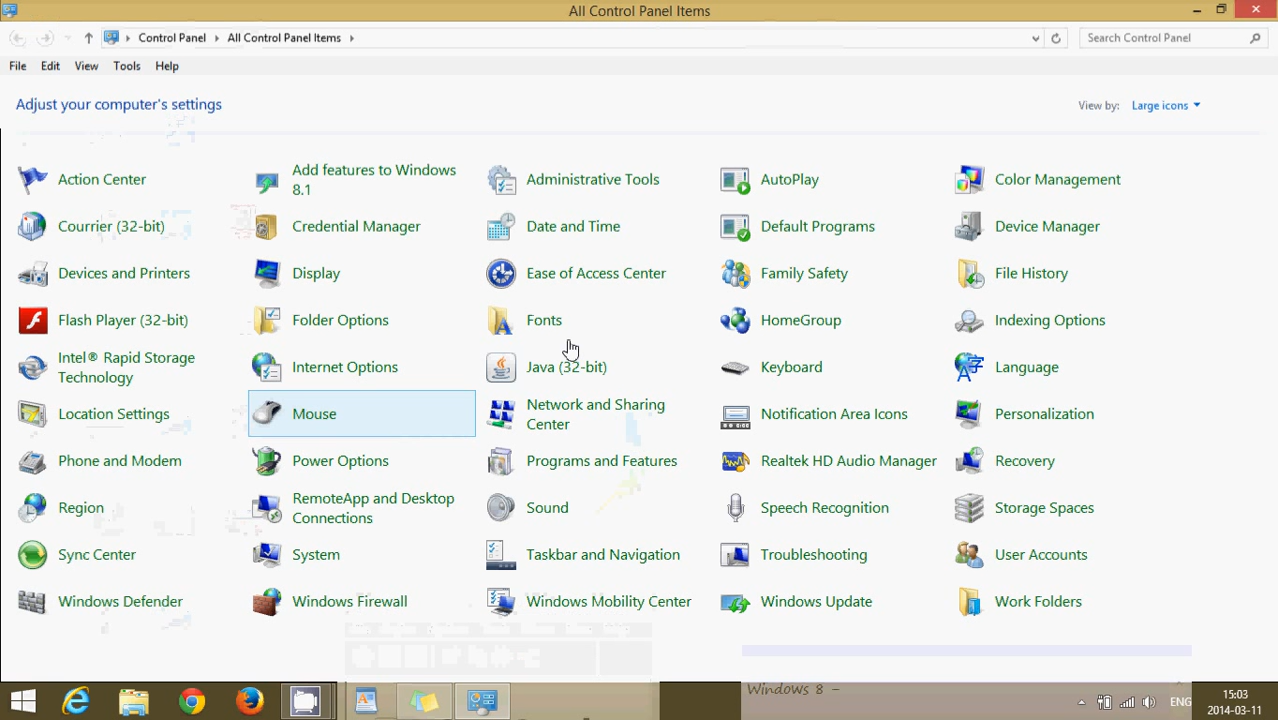 All Control Panel Items
Control Panel All Control Panel Items
Search Control Panel
File Edit View Tools Help
Adjust your computer's settings
View by: Large icons
Action Center
Add features to Windows
8.1
Administrative Tools
AutoPlay
Color Management
Courrier (32-bit)
Credential Manager
Date and Time
Default Programs
Device Manager
Devices and Printers
Display
Ease of Access Center
Family Safety
File History
Flash Player (32-bit)
Folder Options
Fonts
HomeGroup
Indexing Options
Intel® Rapid Storage
Technology
Internet Options
Java (32-bit)
Keyboard
Language
Location Settings
Mouse
Network and Sharing
Center
Notification Area Icons
Personalization
Phone and Modem
Power Options
Programs and Features
Realtek HD Audio Manager
Recovery
Region
RemoteApp and Desktop
Connections
Sound
Speech Recognition
Storage Spaces
Sync Center
System
Taskbar and Navigation
Troubleshooting
User Accounts
Windows Defender
Windows Firewall
Windows Mobility Center
Windows Update
Work Folders
Windows 8 -
ENG
15:03
2014-03-11